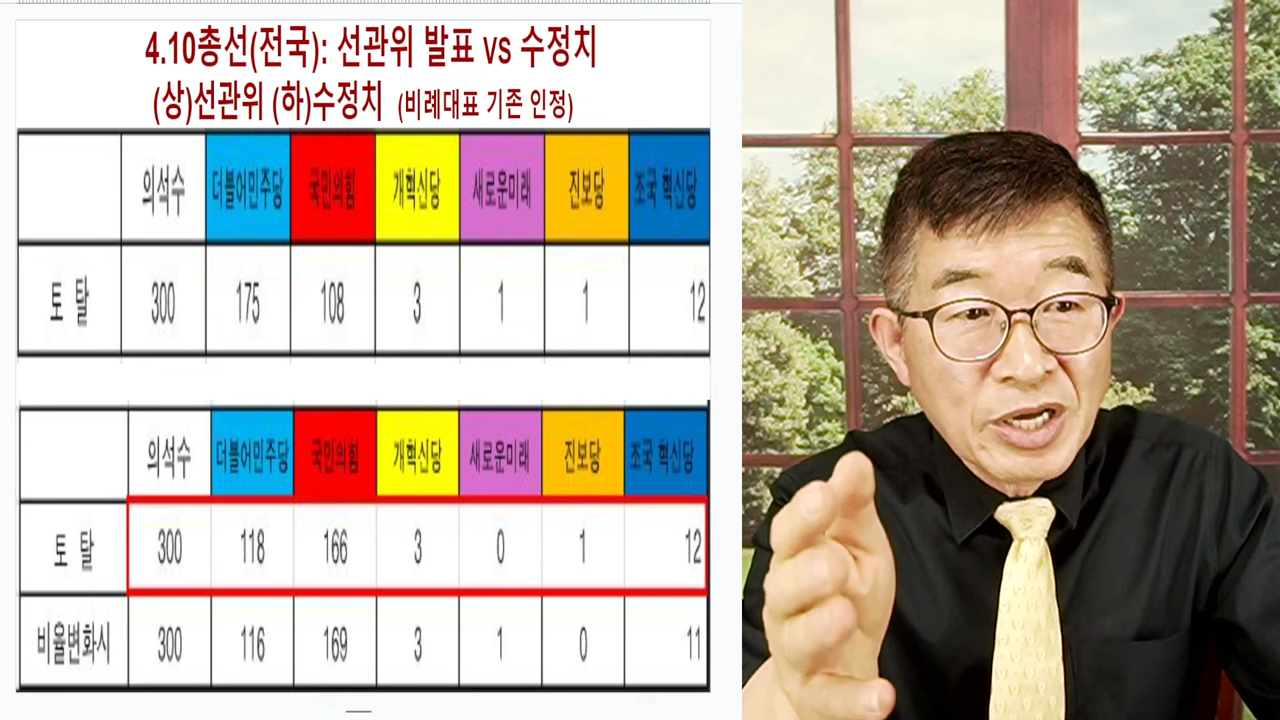 4.10총선(전국): 선관위 발표 vs 수정치
(상)선관위 (하)수정치 (비례대표 기존 인정)
의석수 더불어민주당 국민의힘 개혁신당 새로운미래 진보당 조국 혁신당
토 탈 300 175 108 3 1 1 12
의석수 더불어민주당 국민의힘 개혁신당 새로운미래 진보당 조국 혁신당
토 탈 300 118 166 3 0 1 12
비율변화시 300 116 169 3 1 0 11